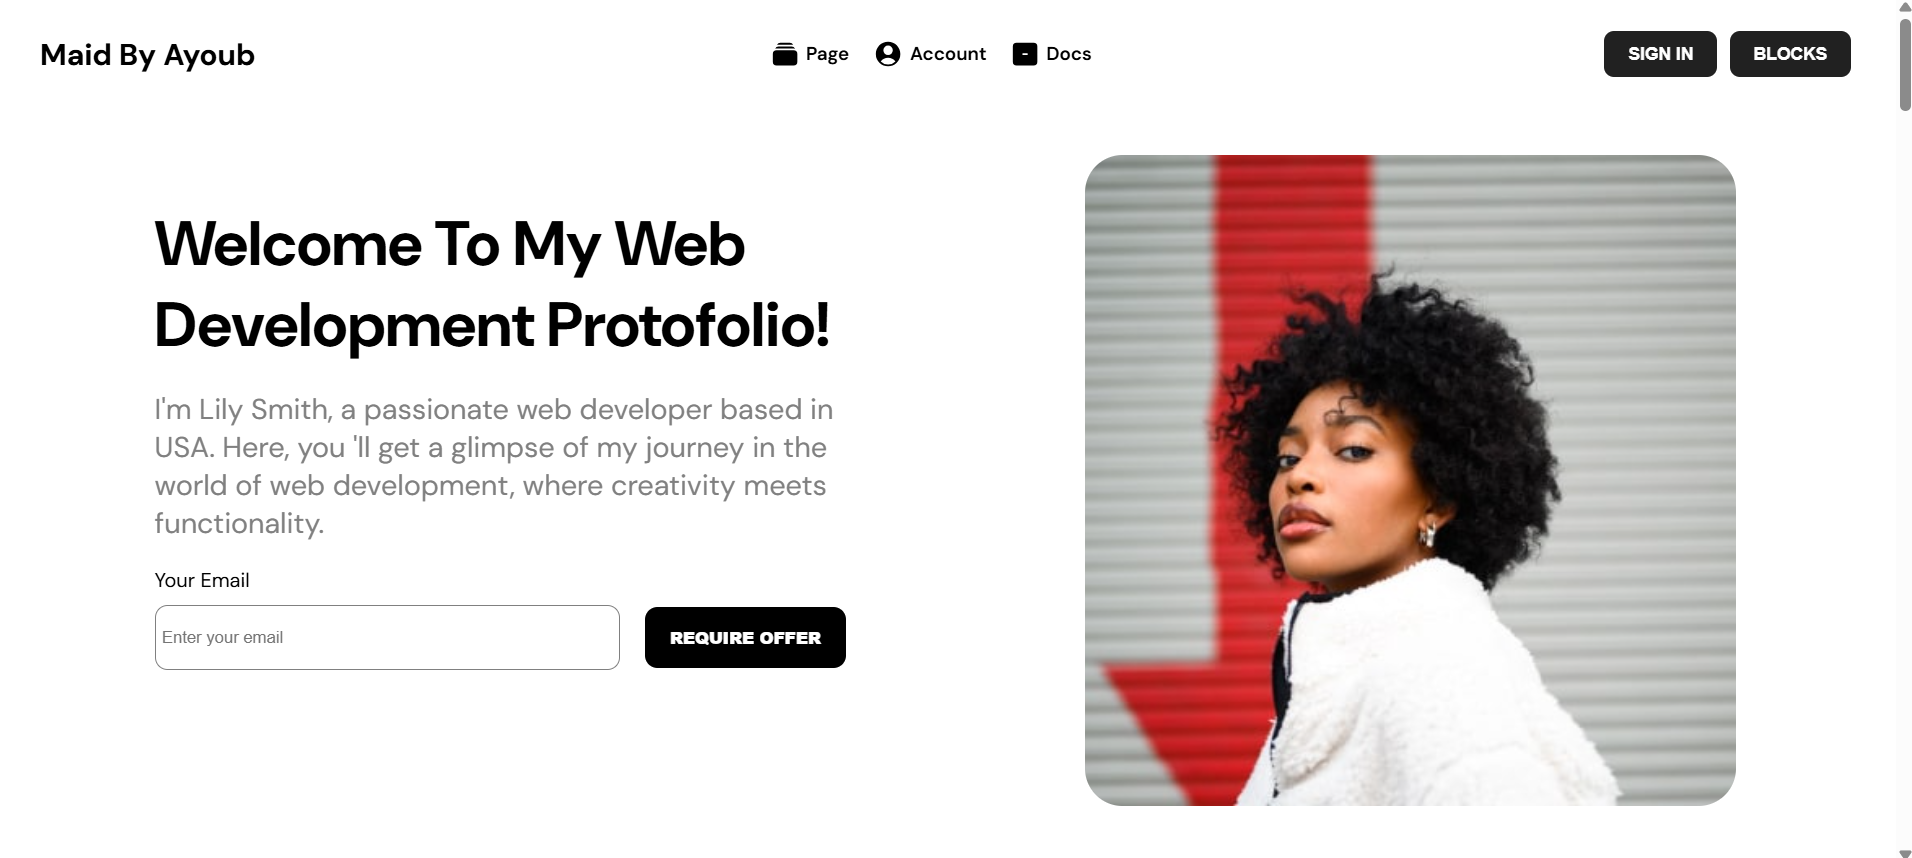 Maid By Ayoub
Page
Account
Docs
SIGN IN
BLOCKS
Welcome To My Web
Development Protofolio!
I'm Lily Smith, a passionate web developer based in
USA. Here, you 'll get a glimpse of my journey in the
world of web development, where creativity meets
functionality.
Your Email
Enter your email
REQUIRE OFFER